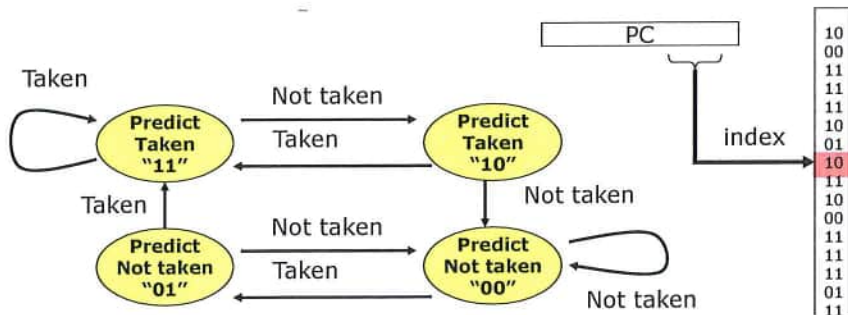 PC
index
Taken
Not taken
Taken
Predict
Taken
"11"
Predict
Taken
"10"
Taken
Not taken
Not taken
Taken
Predict
Not taken
"01"
Predict
Not taken
"00"
Not taken
10
00
11
11
11
10
01
10
11
10
00
11
11
11
01
11